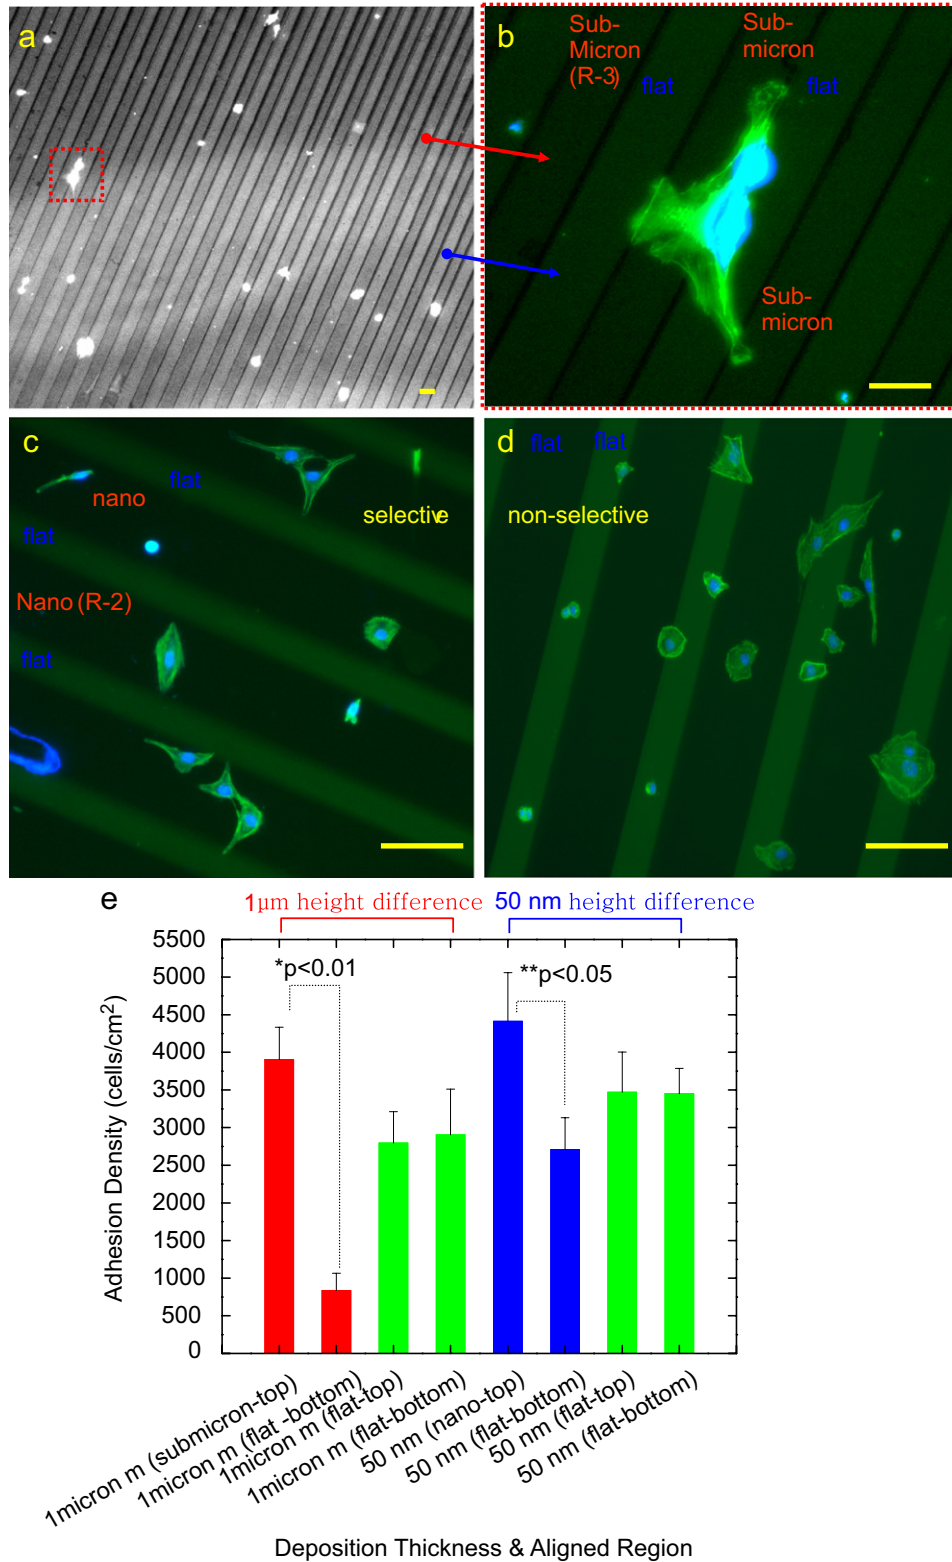 a
b
Sub-
Micron
(R-3)
Sub-
micron
flat
flat
Sub-
micron
c
flat
nano
selective
flat
Nano (R-2)
flat
d
flat
flat
non-selective
e
1μm height difference
50 nm height difference
*p<0.01
**p<0.05
Adhesion Density (cells/cm²)
5500
5000
4500
4000
3500
3000
2500
2000
1500
1000
500
0
1micron m (submicron-top)
1micron m (flat -bottom)
1micron m (flat-top)
1micron m (flat-bottom)
50 nm (nano-top)
50 nm (flat-bottom)
50 nm (flat-top)
50 nm (flat-bottom)
Deposition Thickness & Aligned Region